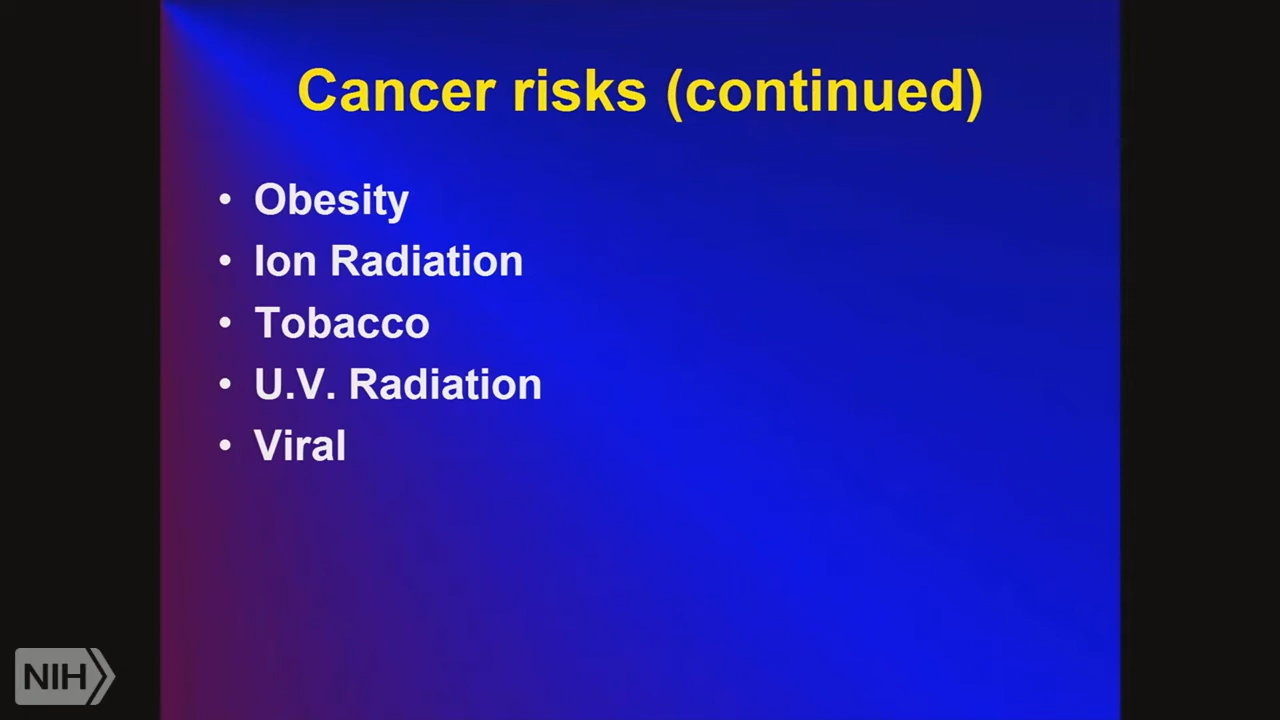 Cancer risks (continued)
• Obesity
• Ion Radiation
• Tobacco
• U.V. Radiation
• Viral
NIH